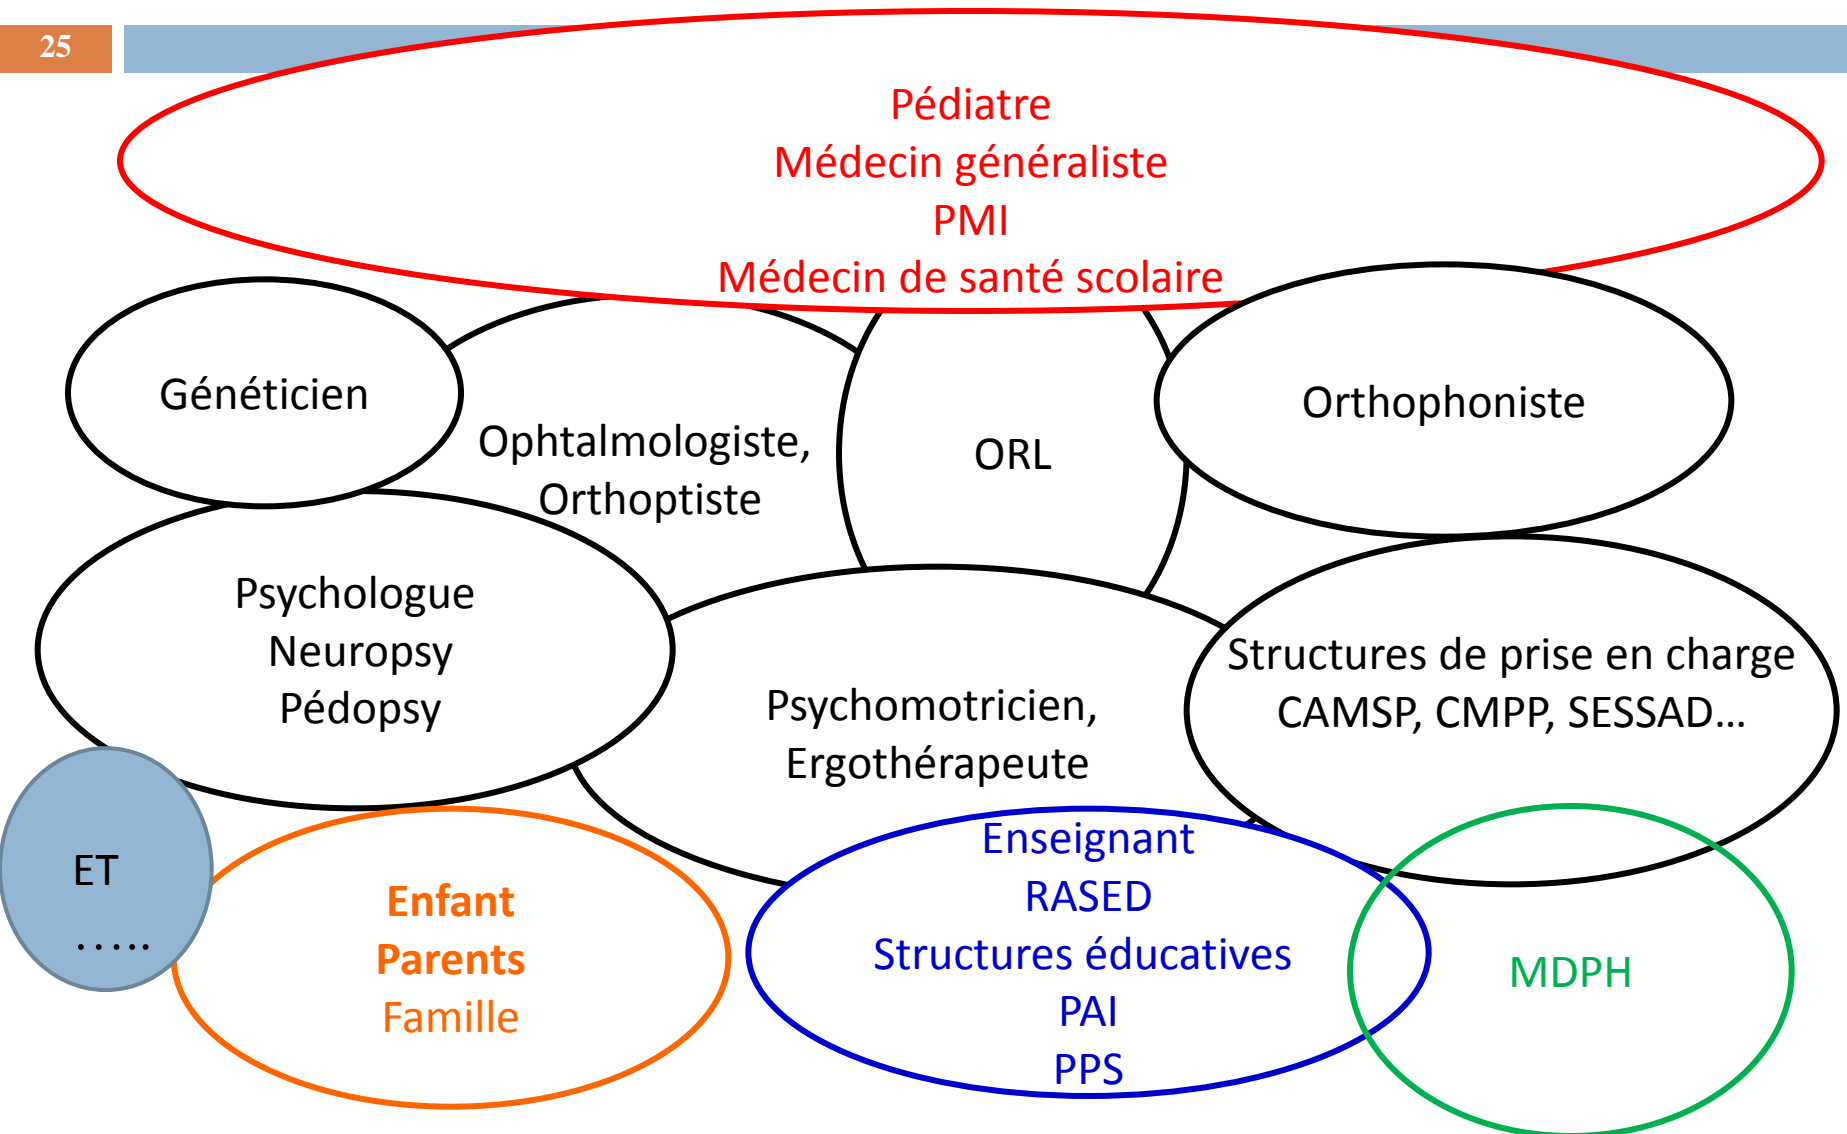 25
Pédiatre
Médecin généraliste
PMI
Médecin de santé scolaire
Généticien
Ophtalmologiste,
Orthoptiste
ORL
Orthophoniste
Psychologue
Neuropsy
Pédopsy
Psychomotricien,
Ergothérapeute
Structures de prise en charge
CAMSP, CMPP, SESSAD…
ET
…..
Enfant
Parents
Famille
Enseignant
RASED
Structures éducatives
PAI
PPS
MDPH